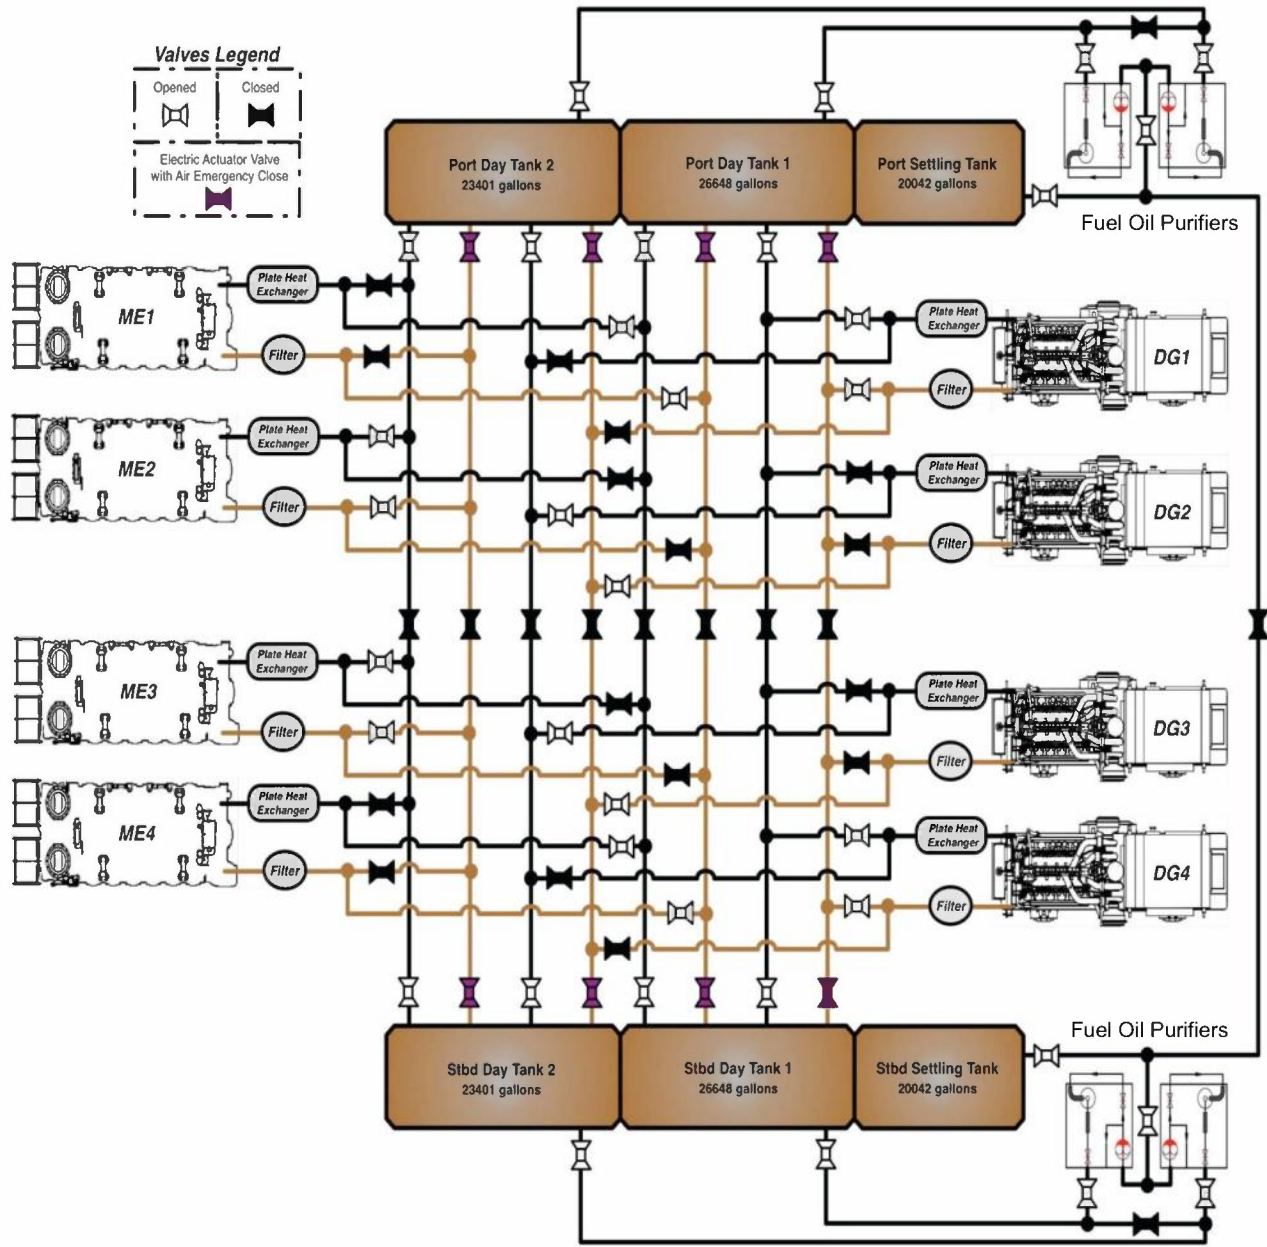 Valves Legend
Opened
Closed
Electric Actuator Valve
with Air Emergency Close
Port Day Tank 2
23401 gallons
Port Day Tank 1
26648 gallons
Port Settling Tank
20042 gallons
Fuel Oil Purifiers
ME1
Plate Heat
Exchanger
Filter
Plate Heat
Exchanger
Filter
DG1
ME2
Plate Heat
Exchanger
Filter
Plate Heat
Exchanger
Filter
DG2
ME3
Plate Heat
Exchanger
Filter
Plate Heat
Exchanger
Filter
DG3
ME4
Plate Heat
Exchanger
Filter
Plate Heat
Exchanger
Filter
DG4
Stbd Day Tank 2
23401 gallons
Stbd Day Tank 1
26648 gallons
Stbd Settling Tank
20042 gallons
Fuel Oil Purifiers